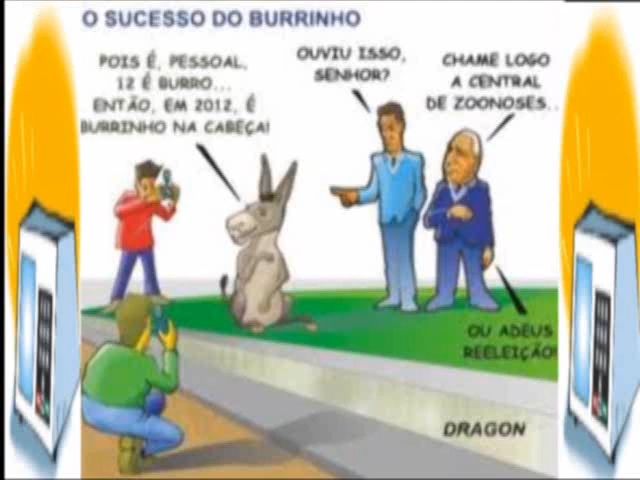 O SUCESSO DO BURRINHO
POIS É, PESSOAL,
12 É BURRO...
ENTÃO, EM 2012, É
BURRINHO NA CABEÇA!
OUVIU ISSO,
SENHOR?
CHAME LOGO
A CENTRAL
DE ZOONOSES..
OU ADEUS
REELEIÇÃO!
DRAGON